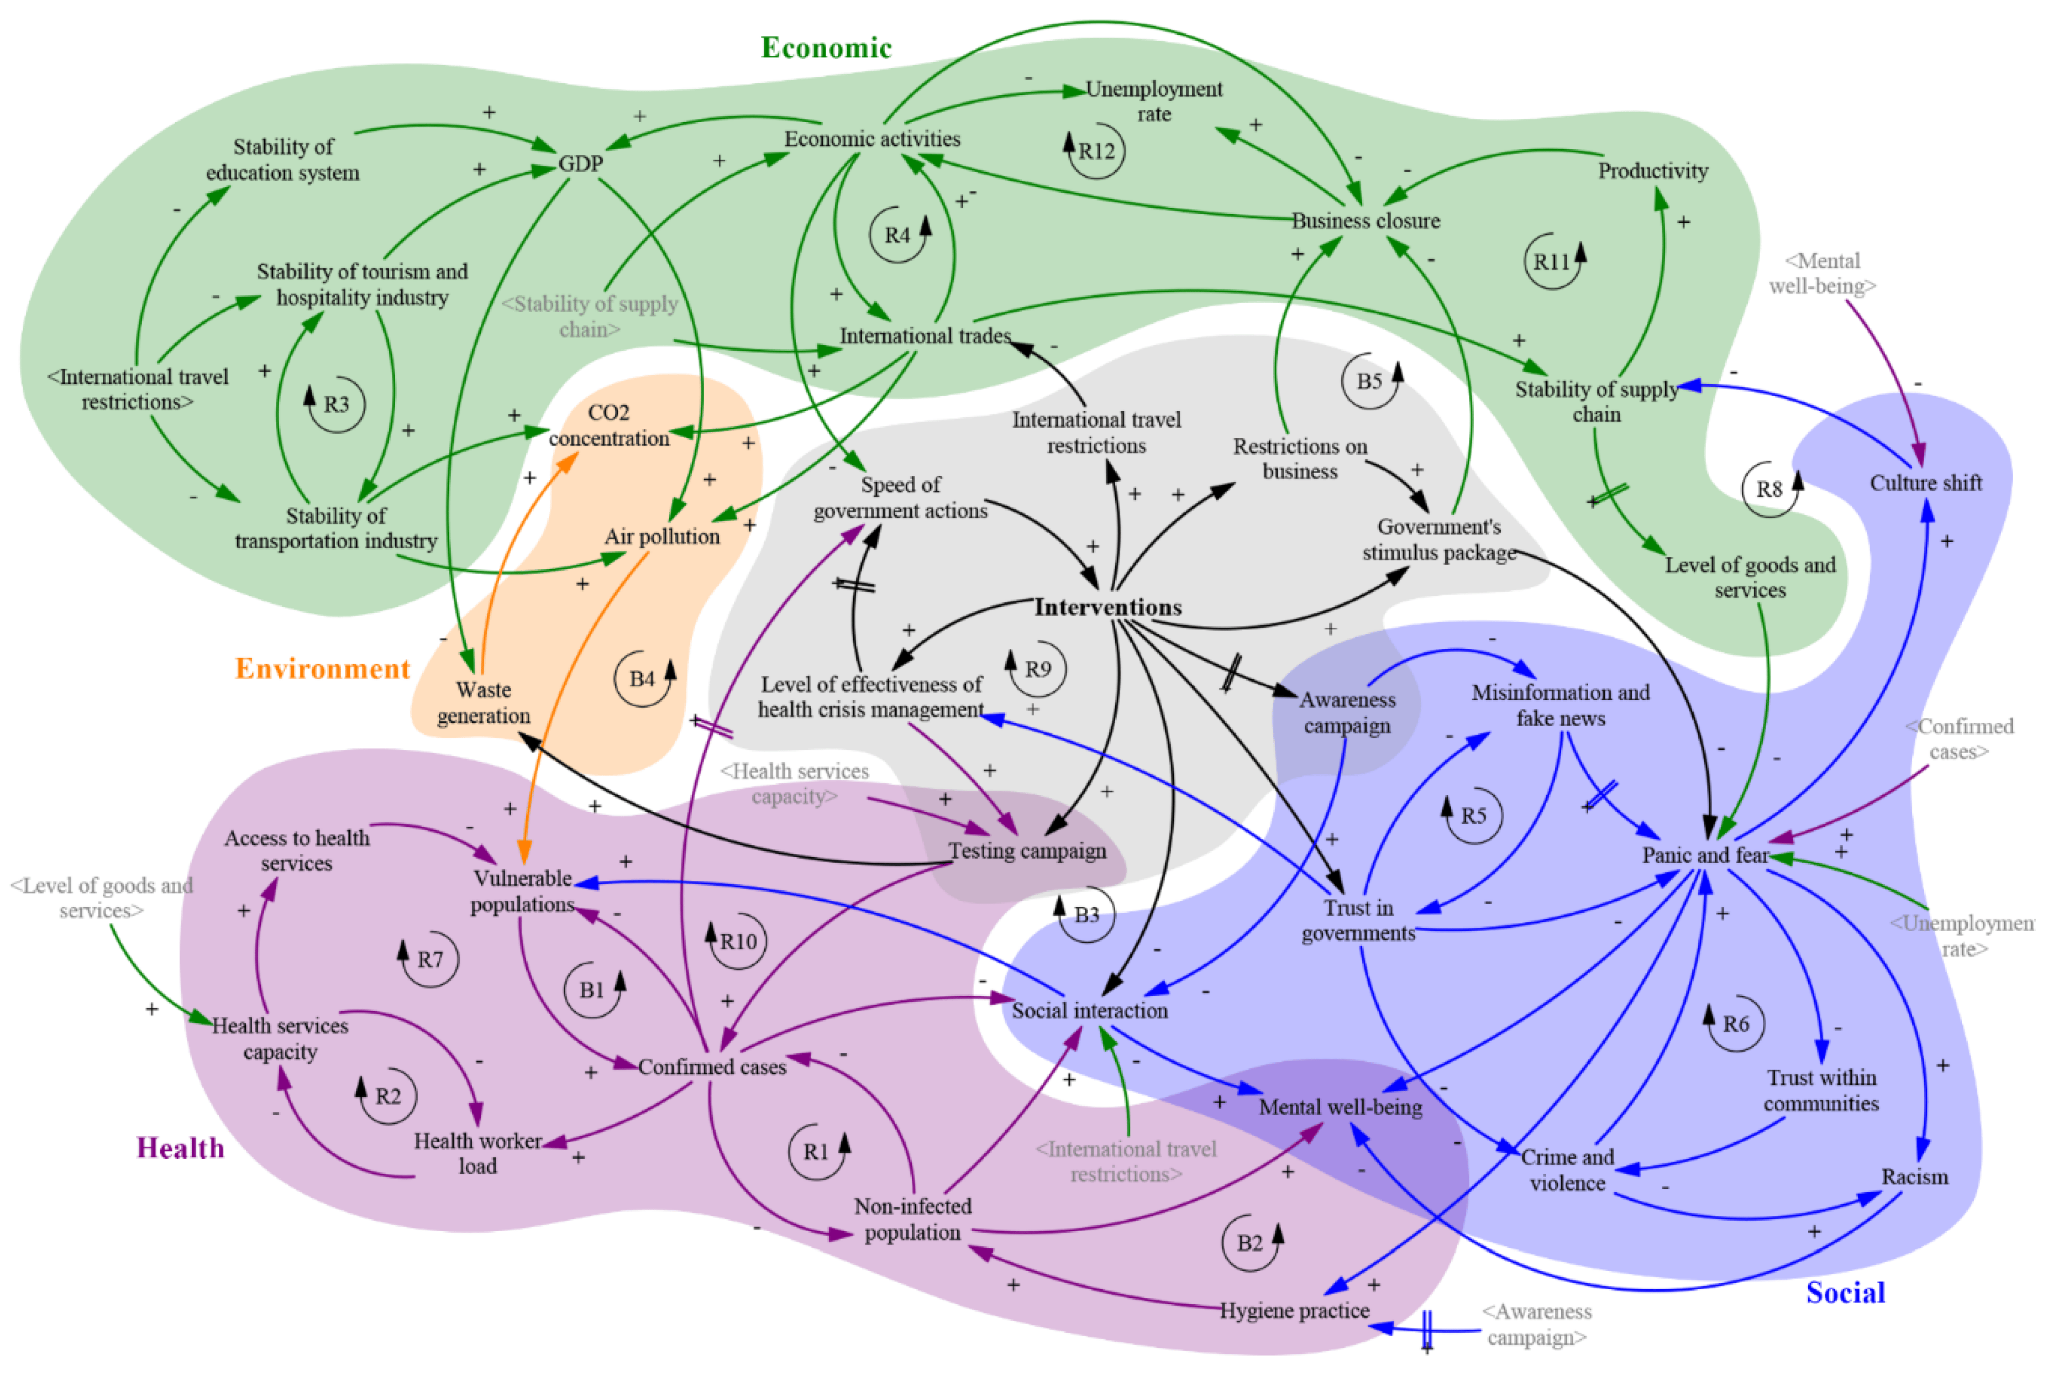 Economic
Unemployment
rate
Economic activities
Stability of
education system
GDP
R12
Productivity
Business closure
R4
R11
<Mental
well-being>
Stability of tourism and
hospitality industry
<Stability of supply
chain>
International trades
<International travel
restrictions>
R3
B5
Stability of supply
chain
CO2
concentration
International travel
restrictions
Restrictions on
business
Speed of
government actions
R8
Culture shift
Stability of
transportation industry
Air pollution
Government's
stimulus package
Level of goods and
services
Interventions
Environment
B4
R9
Waste
generation
Level of effectiveness of
health crisis management
Awareness
campaign
Misinformation and
fake news
<Confirmed
cases>
<Health services
capacity>
R5
Access to health
services
Testing campaign
Panic and fear
<Level of goods and
services>
Vulnerable
populations
B3
Trust in
governments
<Unemploymen
rate>
R7
R10
B1
Social interaction
R6
Health services
capacity
Confirmed cases
R2
Trust within
communities
Mental well-being
Health
Health worker
load
R1
<International travel
restrictions>
Crime and
violence
Racism
Non-infected
population
B2
Social
Hygiene practice
<Awareness
campaign>